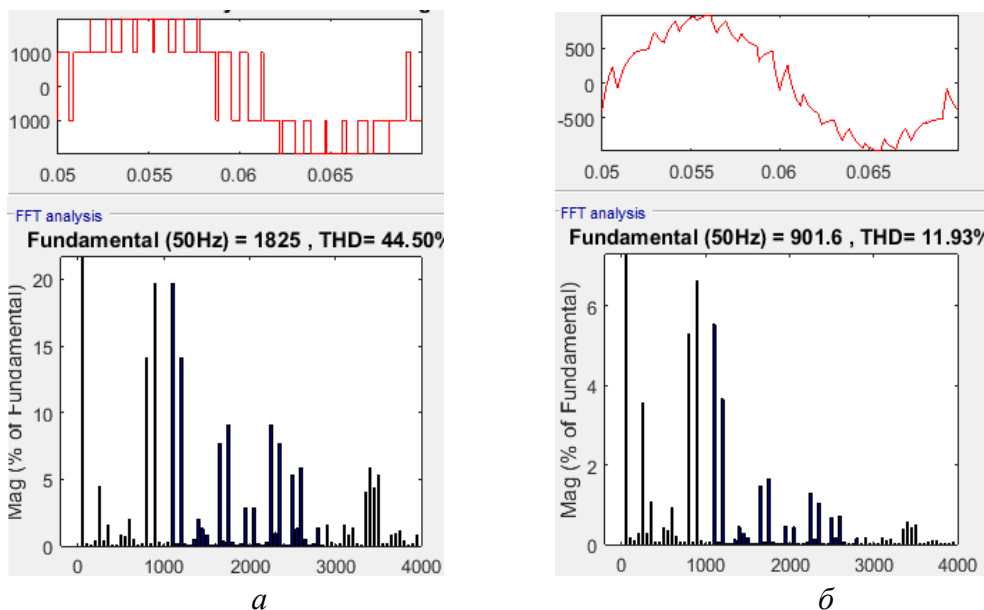 1000
0
1000
0.05 0.055 0.06 0.065
FFT analysis
Fundamental (50Hz) = 1825 , THD= 44.50%
Mag (% of Fundamental)
20
15
10
5
0
0 1000 2000 3000 4000
а
500
0
-500
0.05 0.055 0.06 0.065
FFT analysis
Fundamental (50Hz) = 901.6 , THD= 11.93%
Mag (% of Fundamental)
6
4
2
0
0 1000 2000 3000 4000
б